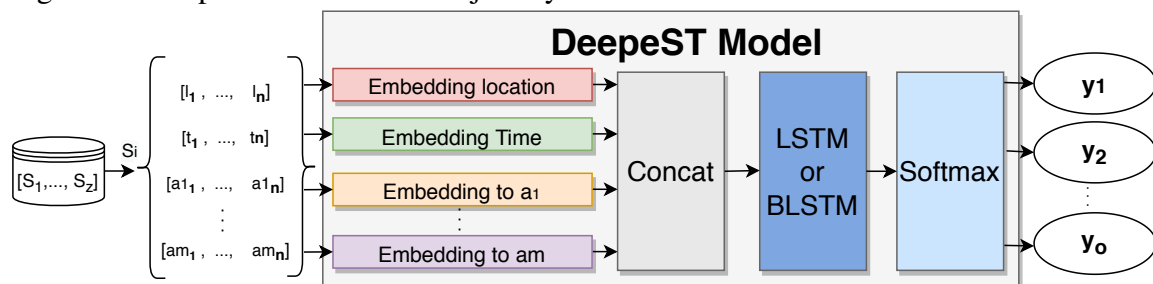 DeepeST Model
[S1,..., Sz]
Si
[l1 , ..., ln]
[t1 , ..., tn]
[a11 , ..., a1n]
⋮
[am1 , ..., amn]
Embedding location
Embedding Time
Embedding to a1
⋮
Embedding to am
Concat
LSTM
or
BLSTM
Softmax
y1
y2
⋮
yo